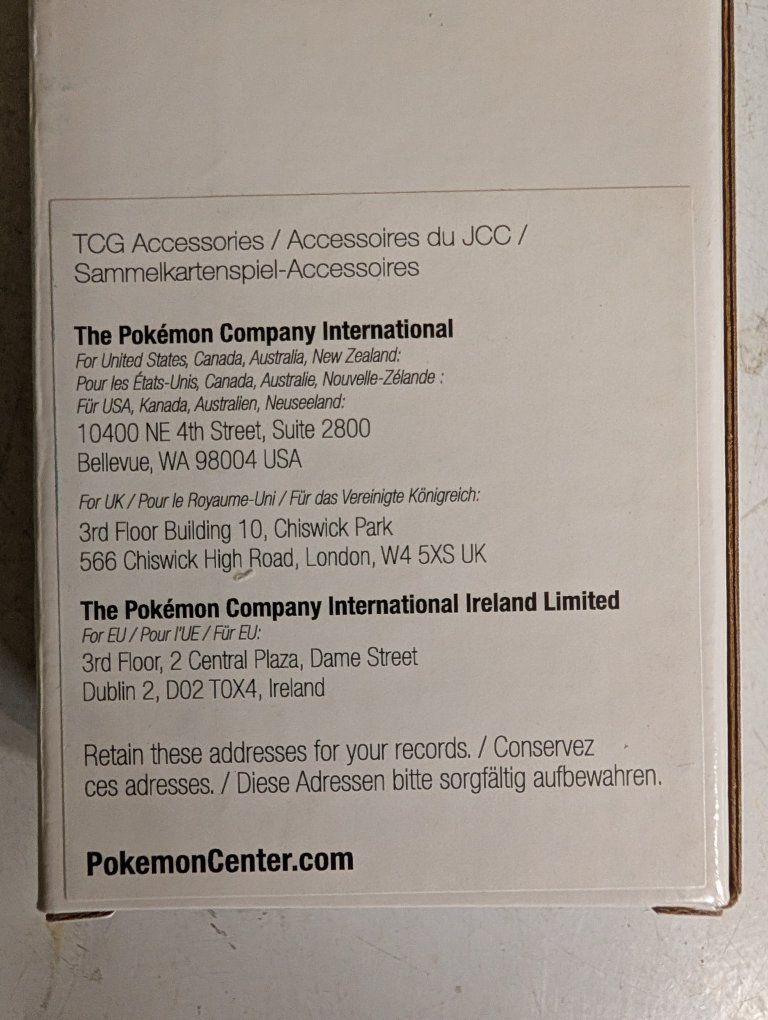 TCG Accessories / Accessoires du JCC /
Sammelkartenspiel-Accessoires
The Pokémon Company International
For United States, Canada, Australia, New Zealand:
Pour les États-Unis, Canada, Australie, Nouvelle-Zélande :
Für USA, Kanada, Australien, Neuseeland:
10400 NE 4th Street, Suite 2800
Bellevue, WA 98004 USA
For UK / Pour le Royaume-Uni / Für das Vereinigte Königreich:
3rd Floor Building 10, Chiswick Park
566 Chiswick High Road, London, W4 5XS UK
The Pokémon Company International Ireland Limited
For EU / Pour l'UE / Für EU:
3rd Floor, 2 Central Plaza, Dame Street
Dublin 2, D02 T0X4, Ireland
Retain these addresses for your records. / Conservez
ces adresses. / Diese Adressen bitte sorgfältig aufbewahren.
PokemonCenter.com